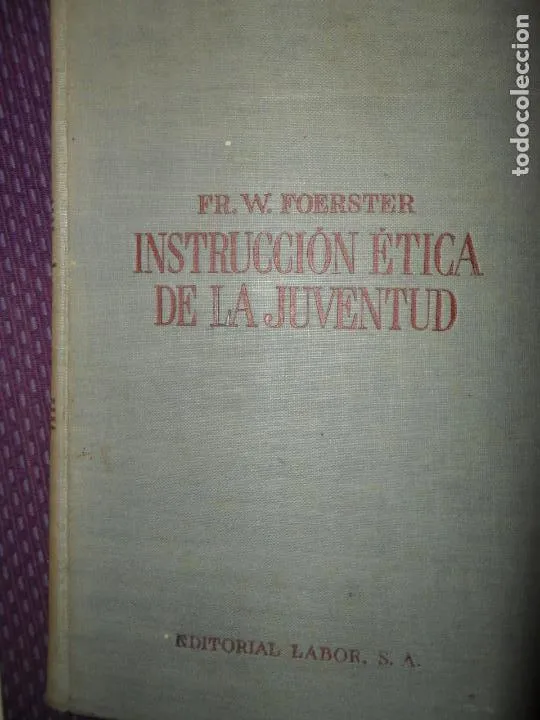 FR. W. FOERSTER
INSTRUCCIÓN ÉTICA
DE LA JUVENTUD
EDITORIAL LABOR, S. A.
todocoleccion